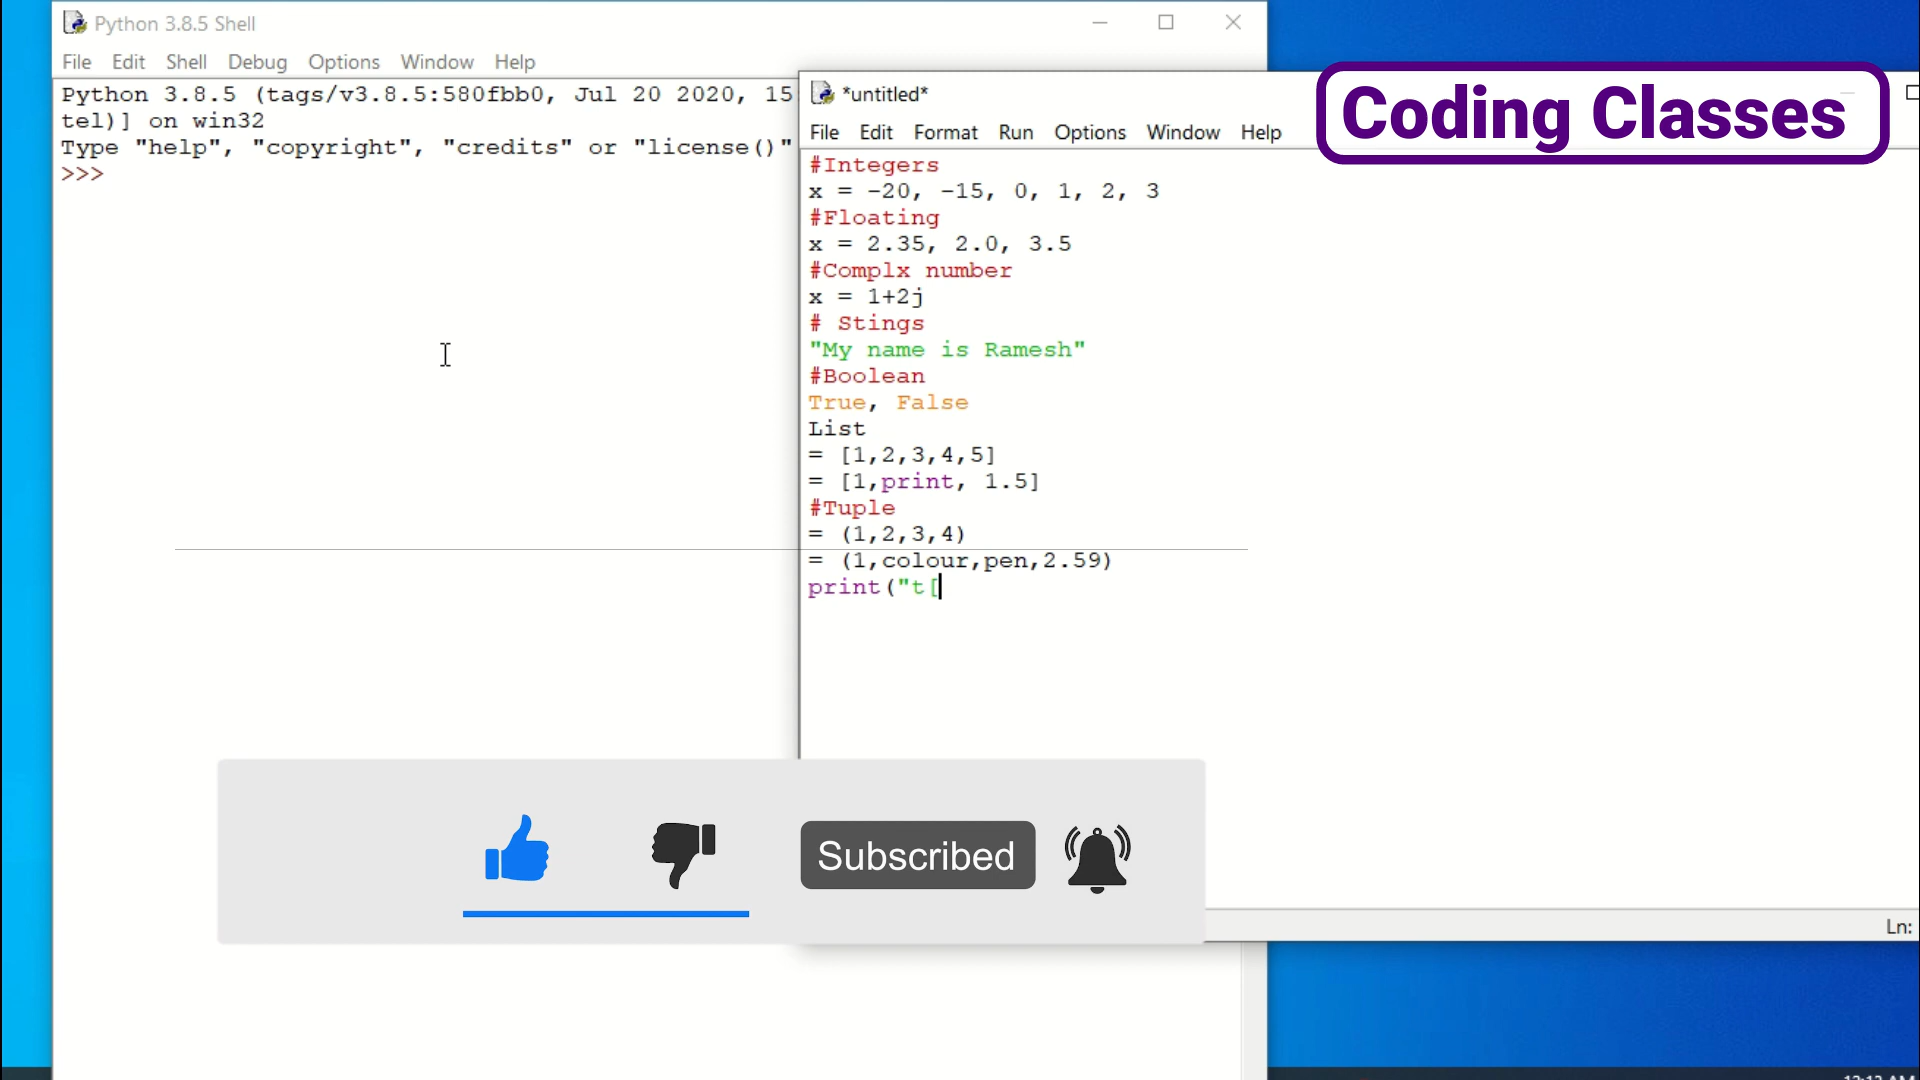 Python 3.8.5 Shell
File Edit Shell Debug Options Window Help
Python 3.8.5 (tags/v3.8.5:580fbb0, Jul 20 2020, 15
tel)] on win32
Type "help", "copyright", "credits" or "license()"
>>>
*untitled*
File Edit Format Run Options Window Help
Coding Classes
#Integers
x = -20, -15, 0, 1, 2, 3
#Floating
x = 2.35, 2.0, 3.5
#Complx number
x = 1+2j
# Stings
"My name is Ramesh"
#Boolean
True, False
List
= [1,2,3,4,5]
= [1,print, 1.5]
#Tuple
= (1,2,3,4)
= (1,colour,pen,2.59)
print("t[
Subscribed
Ln: